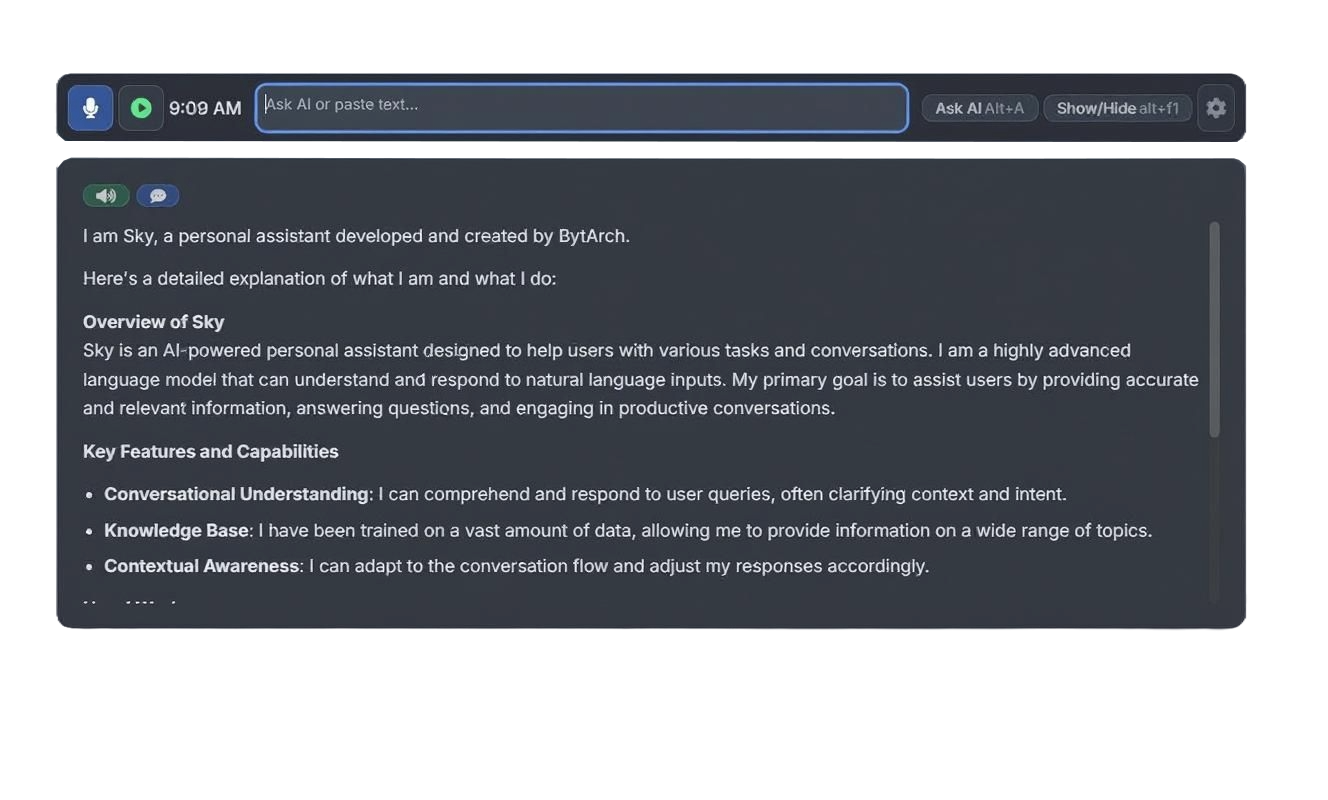 9:09 AM
Ask AI or paste text...
Ask AI Alt+A
Show/Hide alt+f1
I am Sky, a personal assistant developed and created by BytArch.
Here's a detailed explanation of what I am and what I do:
Overview of Sky
Sky is an AI-powered personal assistant designed to help users with various tasks and conversations. I am a highly advanced
language model that can understand and respond to natural language inputs. My primary goal is to assist users by providing accurate
and relevant information, answering questions, and engaging in productive conversations.
Key Features and Capabilities
• Conversational Understanding: I can comprehend and respond to user queries, often clarifying context and intent.
• Knowledge Base: I have been trained on a vast amount of data, allowing me to provide information on a wide range of topics.
• Contextual Awareness: I can adapt to the conversation flow and adjust my responses accordingly.